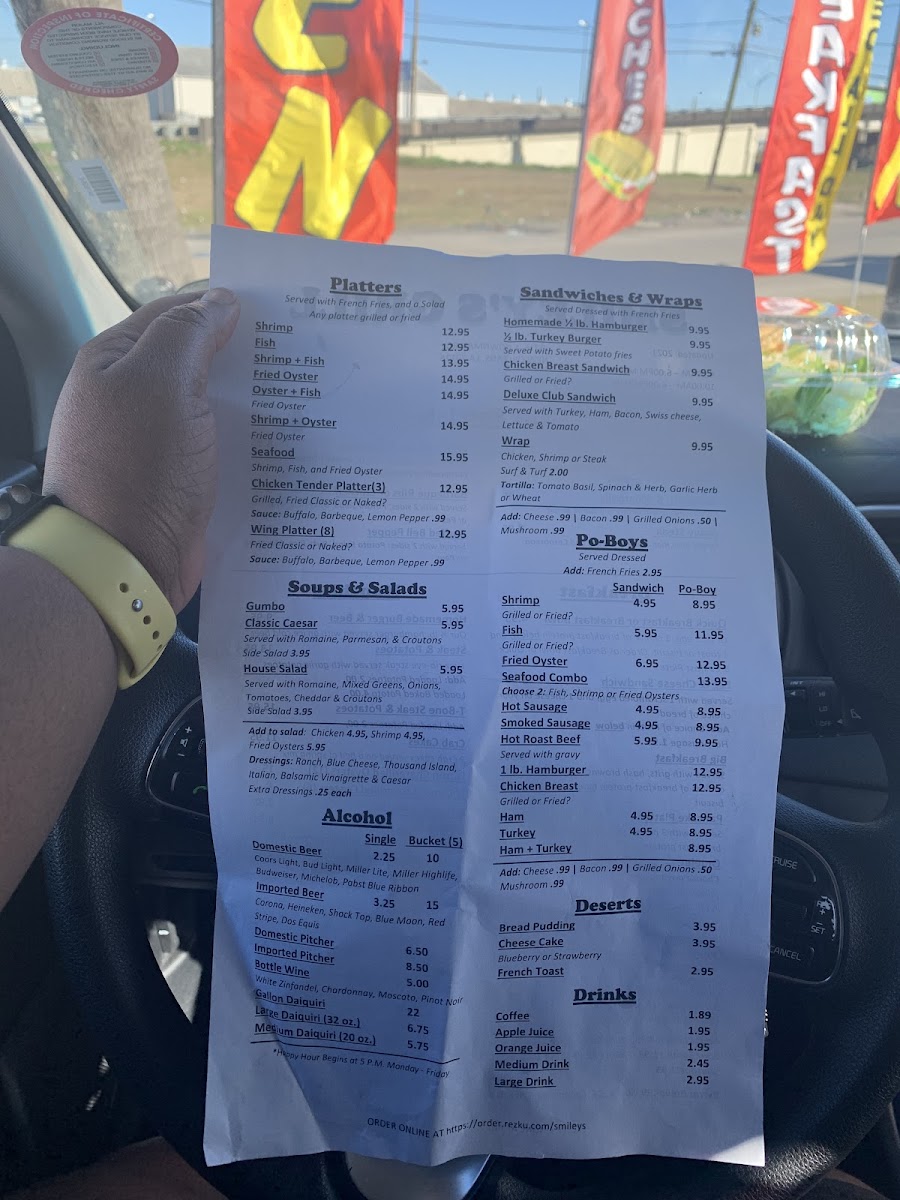 CERTIFICATE OF INSPECTION
EN
CHES
EAKFAST
ALL DAY
Platters
Served with French Fries, and a Salad
Any platter grilled or fried
Shrimp 12.95
Fish 12.95
Shrimp + Fish 13.95
Fried Oyster 14.95
Oyster + Fish 14.95
Fried Oyster
Shrimp + Oyster 14.95
Fried Oyster
Seafood 15.95
Shrimp, Fish, and Fried Oyster
Chicken Tender Platter(3) 12.95
Grilled, Fried Classic or Naked?
Sauce: Buffalo, Barbeque, Lemon Pepper .99
Wing Platter (8) 12.95
Fried Classic or Naked?
Sauce: Buffalo, Barbeque, Lemon Pepper .99
Soups & Salads
Gumbo 5.95
Classic Caesar 5.95
Served with Romaine, Parmesan, & Croutons
Side Salad 3.95
House Salad 5.95
Served with Romaine, Mixed Greens, Onions,
Tomatoes, Cheddar & Croutons
Side Salad 3.95
Add to salad: Chicken 4.95, Shrimp 4.95,
Fried Oysters 5.95
Dressings: Ranch, Blue Cheese, Thousand Island,
Italian, Balsamic Vinaigrette & Caesar
Extra Dressings .25 each
Alcohol
Single Bucket (5)
Domestic Beer 2.25 10
Coors Light, Bud Light, Miller Lite, Miller Highlife,
Budweiser, Michelob, Pabst Blue Ribbon
Imported Beer 3.25 15
Corona, Heineken, Shock Top, Blue Moon, Red
Stripe, Dos Equis
Domestic Pitcher 6.50
Imported Pitcher 8.50
Bottle Wine 5.00
White Zinfandel, Chardonnay, Moscato, Pinot Noir
Gallon Daiquiri 22
Large Daiquiri (32 oz.) 6.75
Medium Daiquiri (20 oz.) 5.75
*Happy Hour Begins at 5 P.M. Monday - Friday
Sandwiches & Wraps
Served Dressed with French Fries
Homemade ½ lb. Hamburger 9.95
½ lb. Turkey Burger 9.95
Served with Sweet Potato fries
Chicken Breast Sandwich 9.95
Grilled or Fried?
Deluxe Club Sandwich 9.95
Served with Turkey, Ham, Bacon, Swiss cheese,
Lettuce & Tomato
Wrap 9.95
Chicken, Shrimp or Steak
Surf & Turf 2.00
Tortilla: Tomato Basil, Spinach & Herb, Garlic Herb
or Wheat
Add: Cheese .99 | Bacon .99 | Grilled Onions .50 |
Mushroom .99
Po-Boys
Served Dressed
Add: French Fries 2.95
Sandwich Po-Boy
Shrimp 4.95 8.95
Grilled or Fried?
Fish 5.95 11.95
Grilled or Fried?
Fried Oyster 6.95 12.95
Seafood Combo 13.95
Choose 2: Fish, Shrimp or Fried Oysters
Hot Sausage 4.95 8.95
Smoked Sausage 4.95 8.95
Hot Roast Beef 5.95 9.95
Served with gravy
1 lb. Hamburger 12.95
Chicken Breast 12.95
Grilled or Fried?
Ham 4.95 8.95
Turkey 4.95 8.95
Ham + Turkey 8.95
Add: Cheese .99 | Bacon .99 | Grilled Onions .50
Mushroom .99
Deserts
Bread Pudding 3.95
Cheese Cake 3.95
Blueberry or Strawberry
French Toast 2.95
Drinks
Coffee 1.89
Apple Juice 1.95
Orange Juice 1.95
Medium Drink 2.45
Large Drink 2.95
ORDER ONLINE AT https://order.rezku.com/smileys
CRUISE
SET
CANCEL